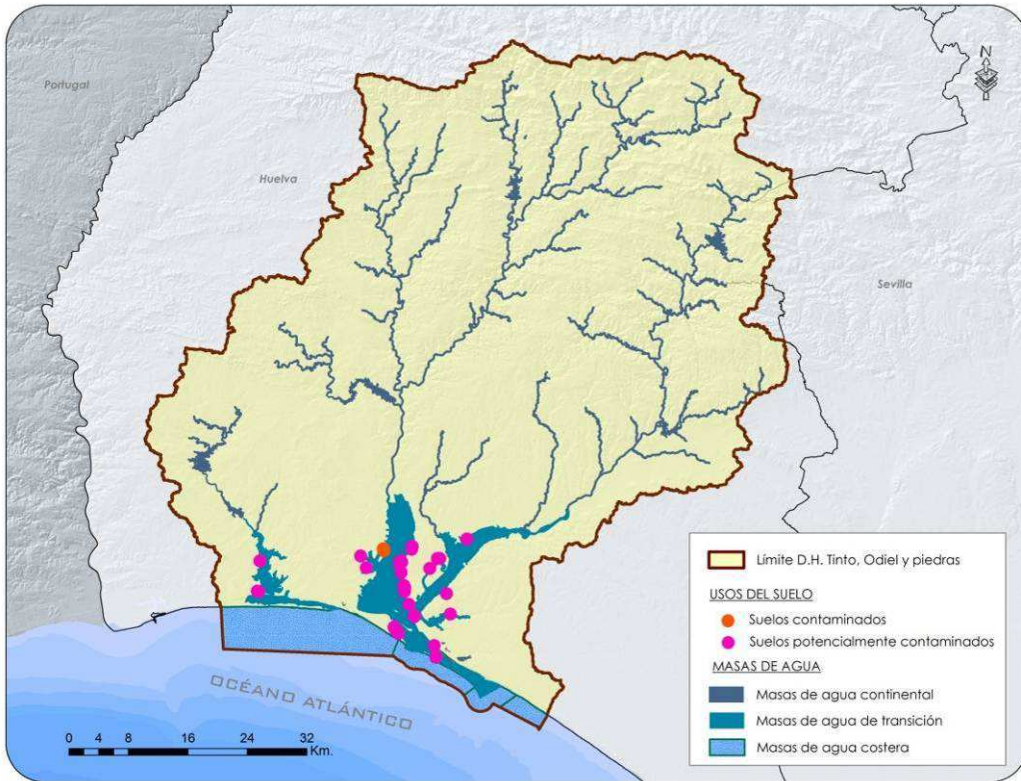 Portugal
N
Huelva
Sevilla
OCÉANO ATLÁNTICO
0 4 8 16 24 32
Km.
Límite D.H. Tinto, Odiel y piedras
USOS DEL SUELO
Suelos contaminados
Suelos potencialmente contaminados
MASAS DE AGUA
Masas de agua continental
Masas de agua de transición
Masas de agua costera